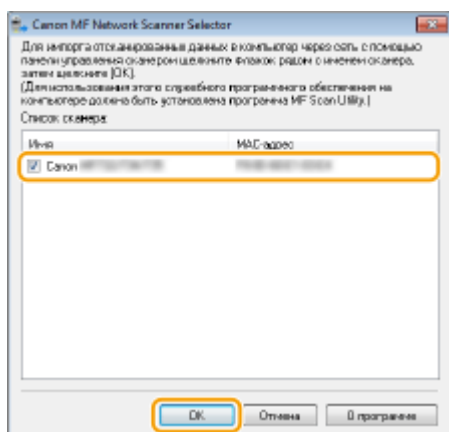 Canon MF Network Scanner Selector
Для импорта отсканированных данных в компьютер через сеть с помощью
панели управления сканером щелкните флажок рядом с именем сканера,
затем щелкните [OK].
(Для использования этого служебного программного обеспечения на
компьютере должна быть установлена программа MF Scan Utility.)
Список сканера:
Имя MAC-адрес
Canon
OK Отмена О программе